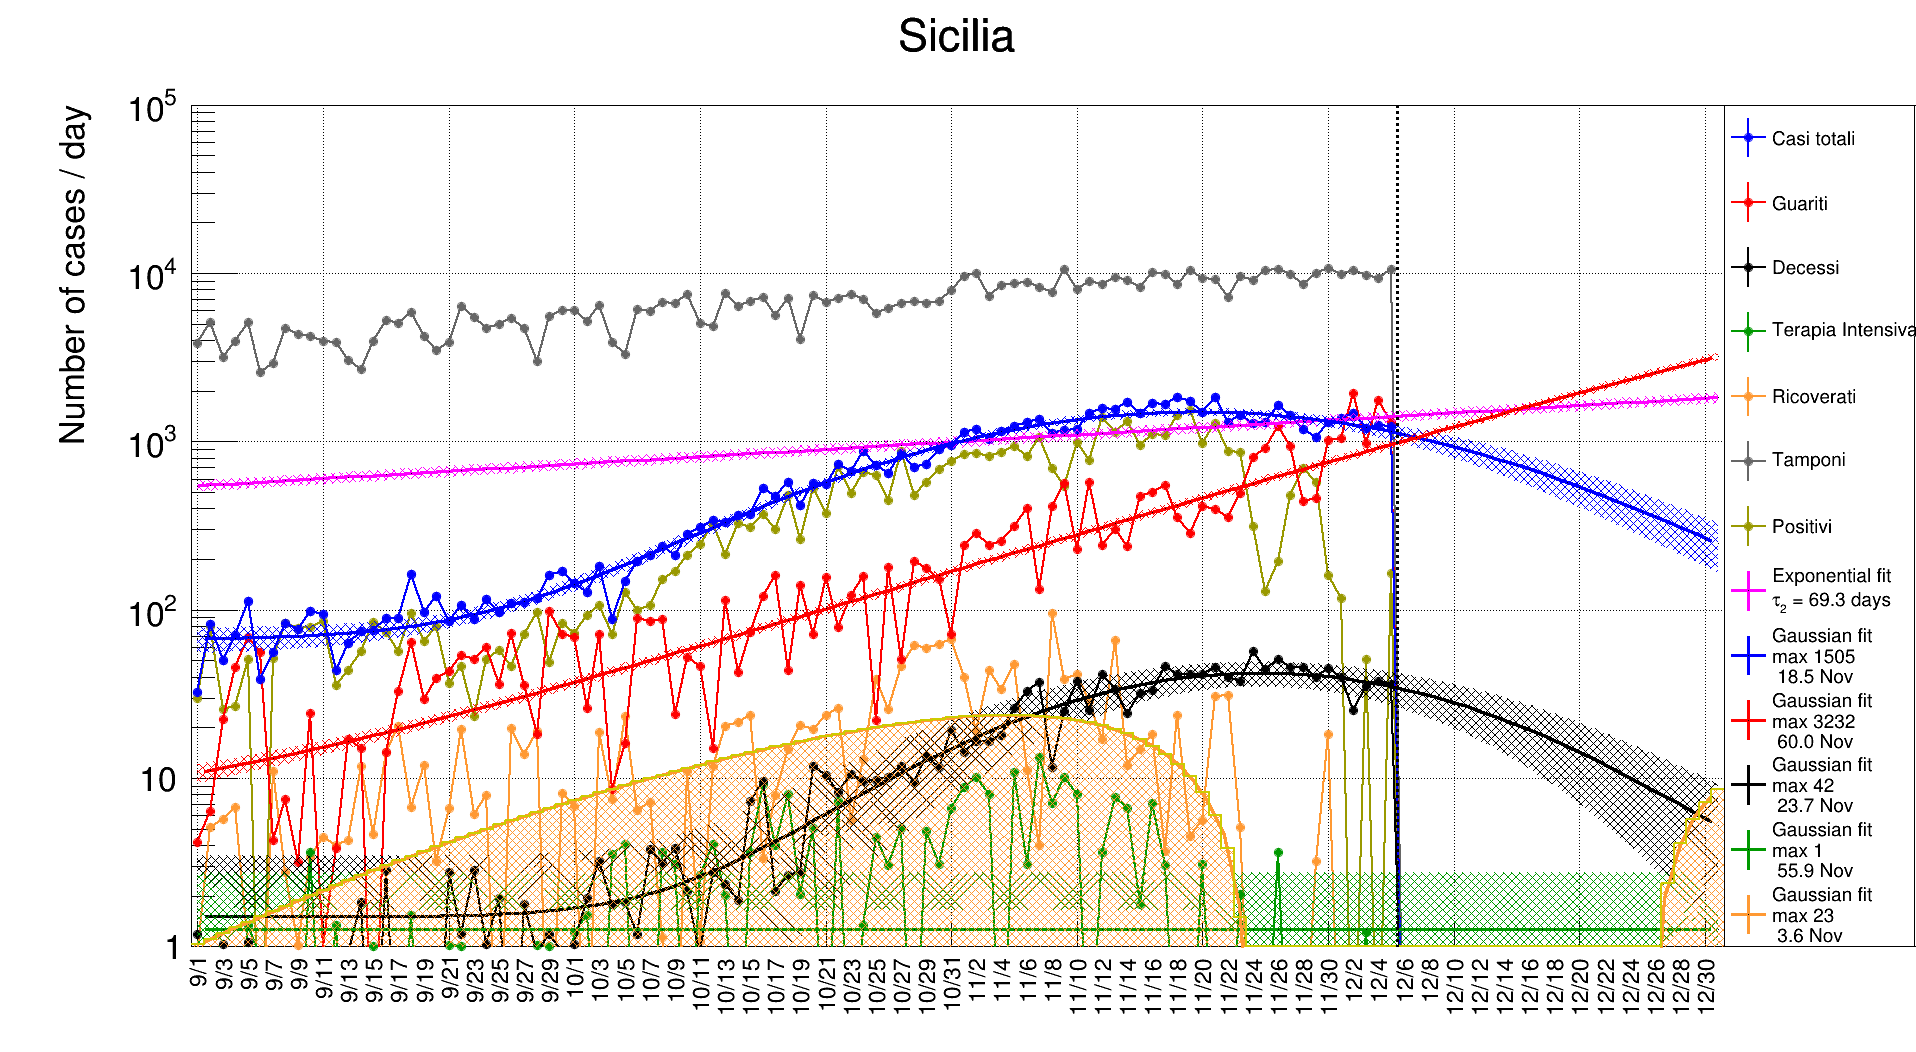 Sicilia
Number of cases / day
10^5
10^4
10^3
10^2
10
1
9/1 9/3 9/5 9/7 9/9 9/11 9/13 9/15 9/17 9/19 9/21 9/23 9/25 9/27 9/29 10/1 10/3 10/5 10/7 10/9 10/11 10/13 10/15 10/17 10/19 10/21 10/23 10/25 10/27 10/29 10/31 11/2 11/4 11/6 11/8 11/10 11/12 11/14 11/16 11/18 11/20 11/22 11/24 11/26 11/28 11/30 12/2 12/4 12/6 12/8 12/10 12/12 12/14 12/16 12/18 12/20 12/22 12/24 12/26 12/28 12/30
Casi totali
Guariti
Decessi
Terapia Intensiva
Ricoverati
Tamponi
Positivi
Exponential fit
τ₂ = 69.3 days
Gaussian fit
max 1505
18.5 Nov
Gaussian fit
max 3232
60.0 Nov
Gaussian fit
max 42
23.7 Nov
Gaussian fit
max 1
55.9 Nov
Gaussian fit
max 23
3.6 Nov